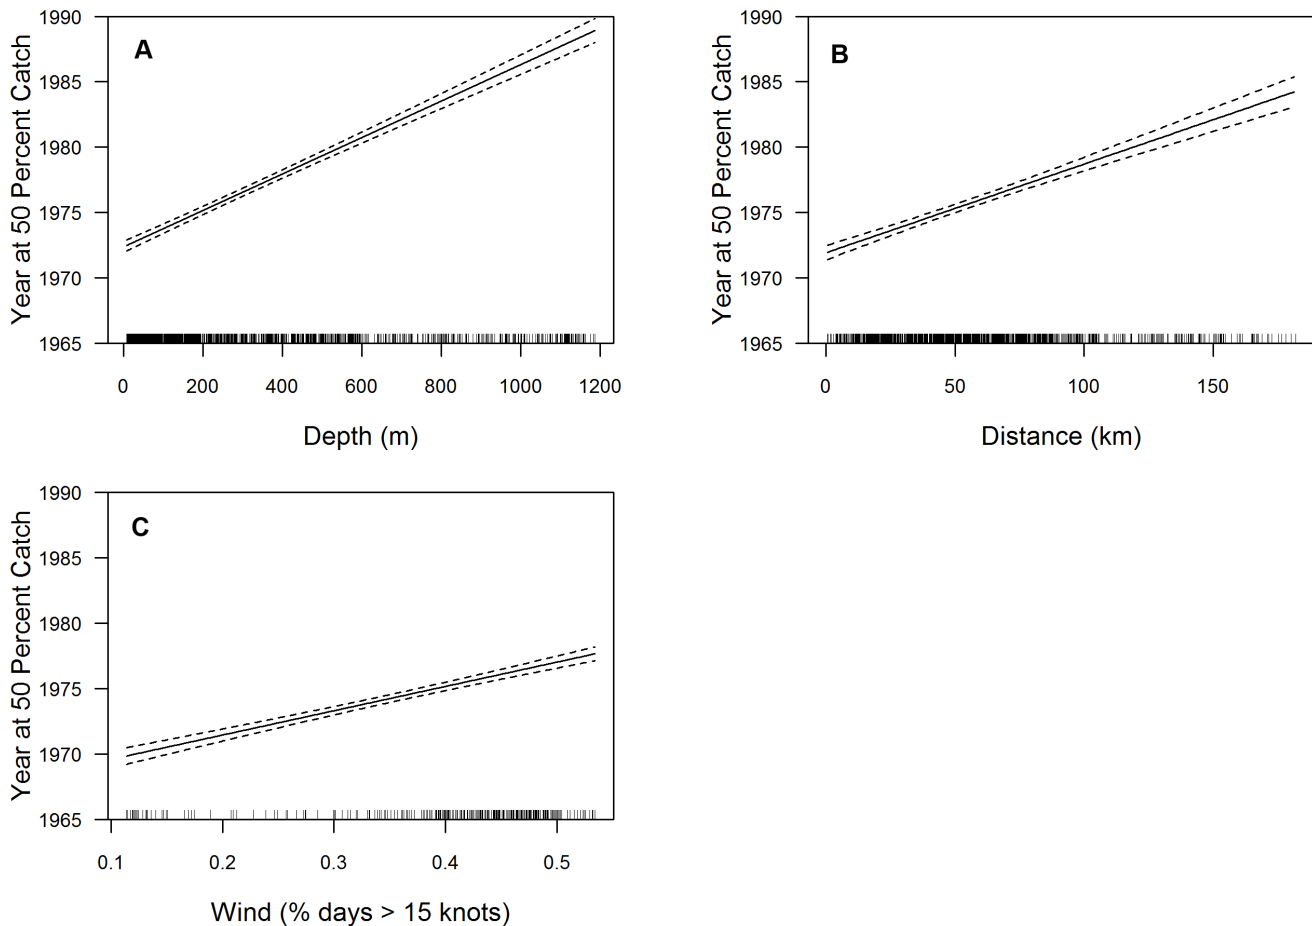 A
Year at 50 Percent Catch
1990
1985
1980
1975
1970
1965
0 200 400 600 800 1000 1200
Depth (m)
B
Year at 50 Percent Catch
1990
1985
1980
1975
1970
1965
0 50 100 150
Distance (km)
C
Year at 50 Percent Catch
1990
1985
1980
1975
1970
1965
0.1 0.2 0.3 0.4 0.5
Wind (% days > 15 knots)